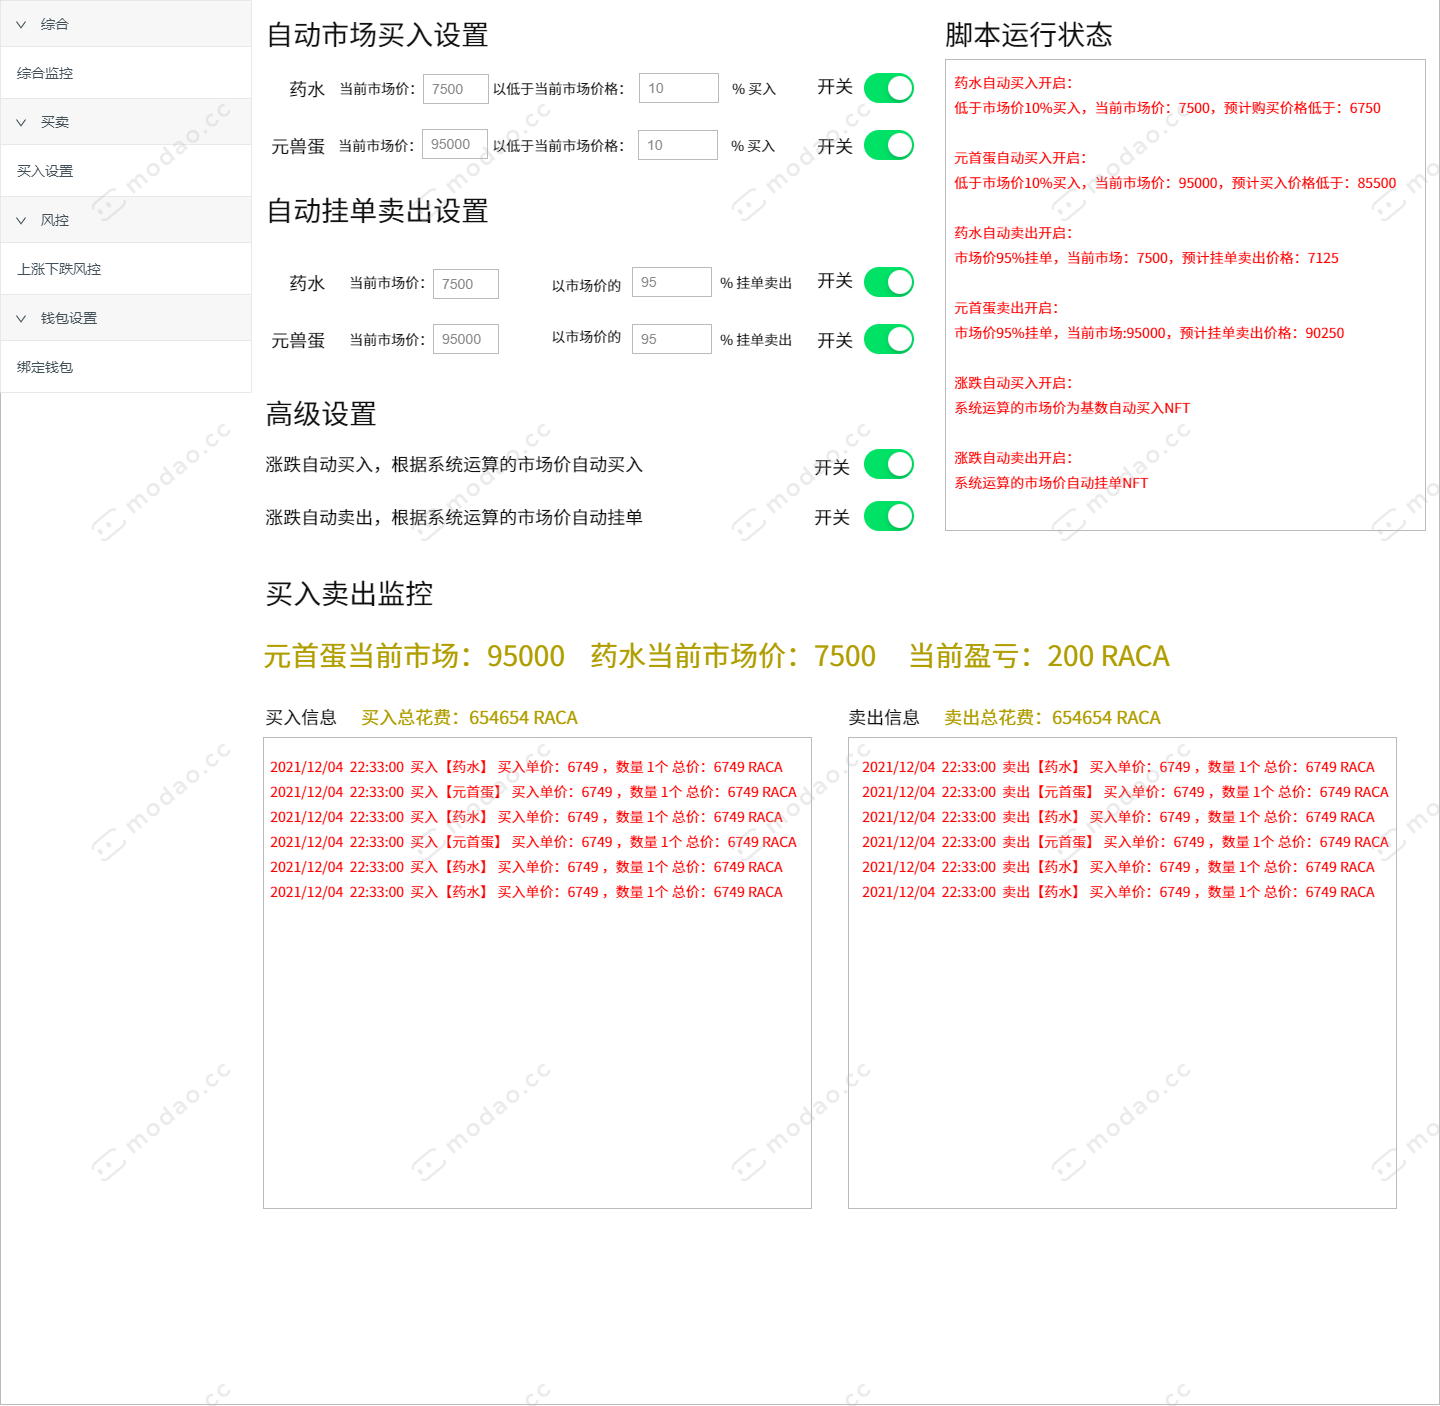 综合
综合监控
买卖
买入设置
风控
上涨下跌风控
钱包设置
绑定钱包
自动市场买入设置
药水 当前市场价： 7500 以低于当前市场价格： 10 % 买入 开关
元兽蛋 当前市场价： 95000 以低于当前市场价格： 10 % 买入 开关
自动挂单卖出设置
药水 当前市场价： 7500 以市场价的 95 % 挂单卖出 开关
元兽蛋 当前市场价： 95000 以市场价的 95 % 挂单卖出 开关
高级设置
涨跌自动买入，根据系统运算的市场价自动买入 开关
涨跌自动卖出，根据系统运算的市场价自动挂单 开关
脚本运行状态
药水自动买入开启：
低于市场价10%买入，当前市场价：7500，预计购买价格低于：6750
元首蛋自动买入开启：
低于市场价10%买入，当前市场价：95000，预计买入价格低于：85500
药水自动卖出开启：
市场价95%挂单，当前市场：7500，预计挂单卖出价格：7125
元首蛋卖出开启：
市场价95%挂单，当前市场:95000，预计挂单卖出价格：90250
涨跌自动买入开启：
系统运算的市场价为基数自动买入NFT
涨跌自动卖出开启：
系统运算的市场价自动挂单NFT
买入卖出监控
元首蛋当前市场：95000 药水当前市场价：7500 当前盈亏：200 RACA
买入信息 买入总花费：654654 RACA
2021/12/04 22:33:00 买入【药水】 买入单价：6749 ，数量 1个 总价：6749 RACA
2021/12/04 22:33:00 买入【元首蛋】 买入单价：6749 ，数量 1个 总价：6749 RACA
2021/12/04 22:33:00 买入【药水】 买入单价：6749 ，数量 1个 总价：6749 RACA
2021/12/04 22:33:00 买入【元首蛋】 买入单价：6749 ，数量 1个 总价：6749 RACA
2021/12/04 22:33:00 买入【药水】 买入单价：6749 ，数量 1个 总价：6749 RACA
2021/12/04 22:33:00 买入【药水】 买入单价：6749 ，数量 1个 总价：6749 RACA
卖出信息 卖出总花费：654654 RACA
2021/12/04 22:33:00 卖出【药水】 买入单价：6749 ，数量 1个 总价：6749 RACA
2021/12/04 22:33:00 卖出【元首蛋】 买入单价：6749 ，数量 1个 总价：6749 RACA
2021/12/04 22:33:00 卖出【药水】 买入单价：6749 ，数量 1个 总价：6749 RACA
2021/12/04 22:33:00 卖出【元首蛋】 买入单价：6749 ，数量 1个 总价：6749 RACA
2021/12/04 22:33:00 卖出【药水】 买入单价：6749 ，数量 1个 总价：6749 RACA
2021/12/04 22:33:00 卖出【药水】 买入单价：6749 ，数量 1个 总价：6749 RACA
modao.cc